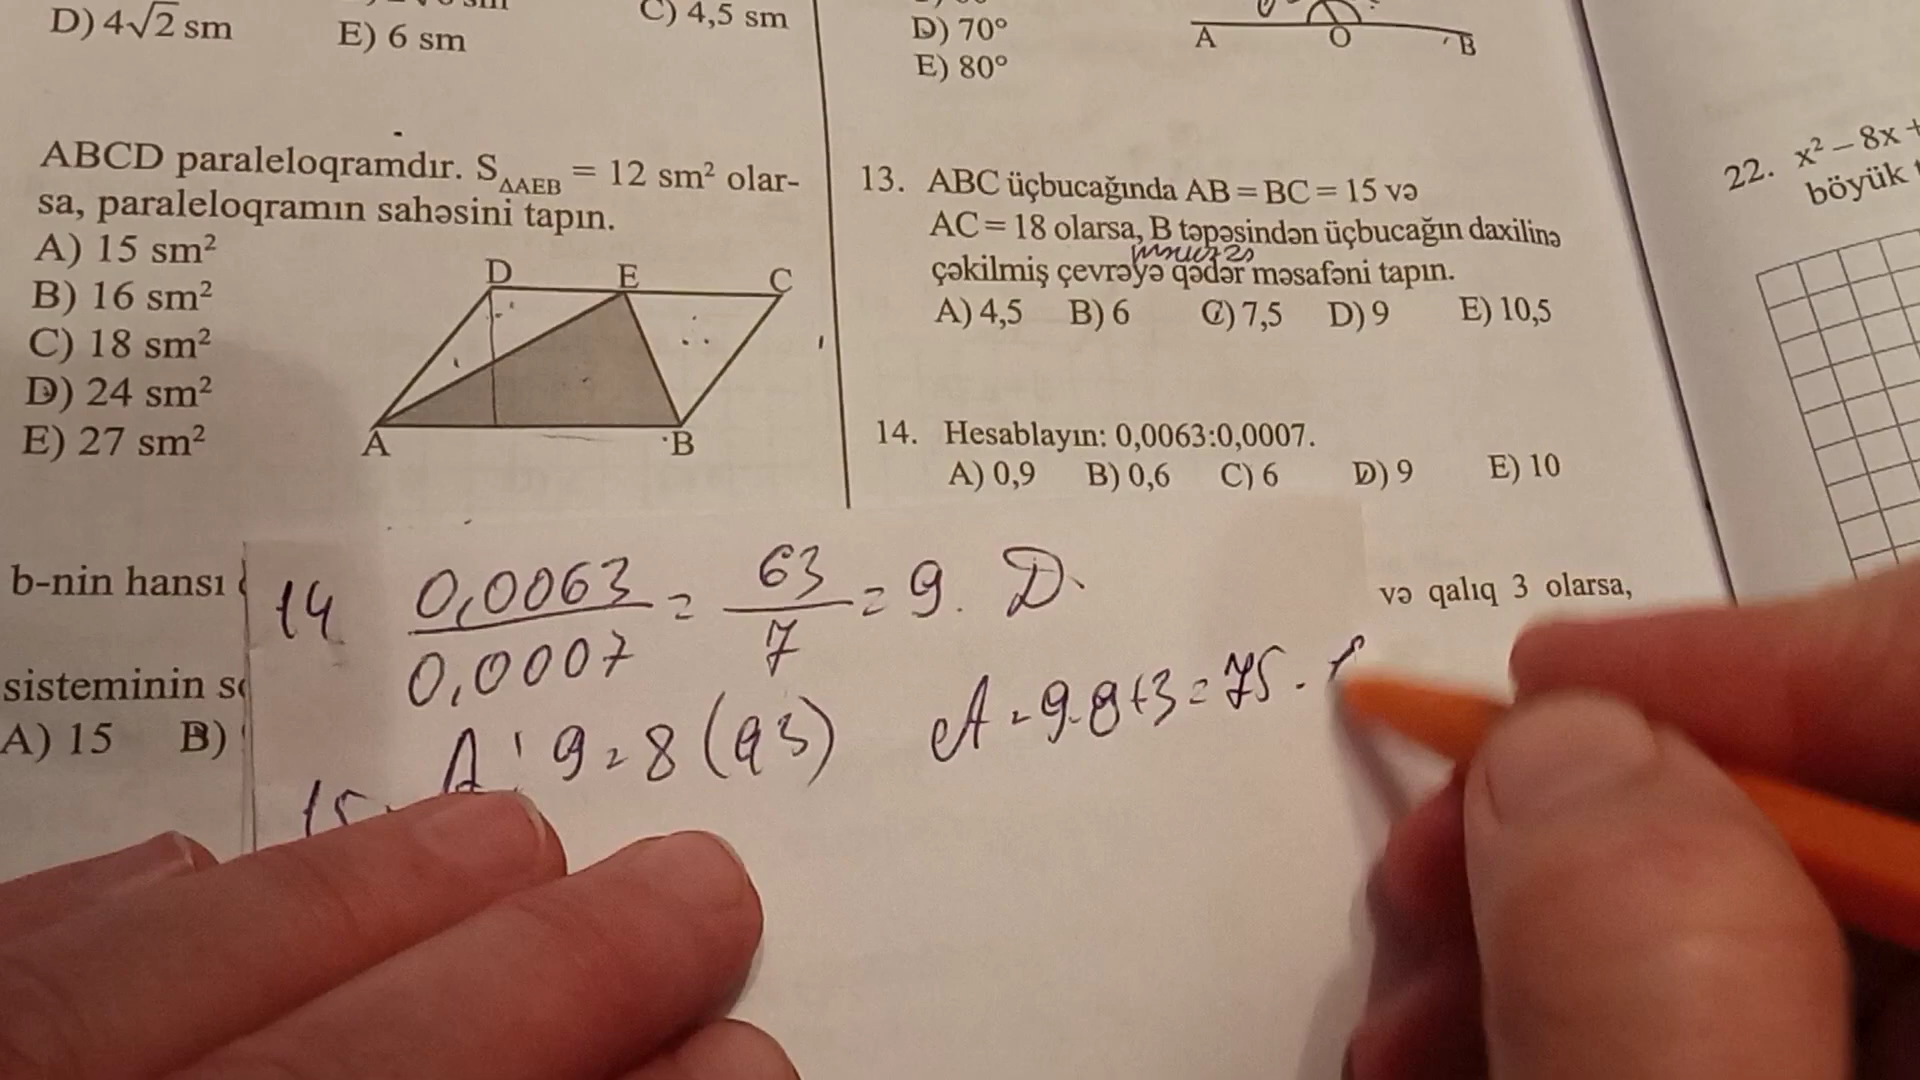 D) 4√2 sm
E) 6 sm
C) 4,5 sm
ABCD paraleloqramdır. S△AEB = 12 sm² olar-
sa, paraleloqramın sahəsini tapın.
A) 15 sm²
B) 16 sm²
C) 18 sm²
D) 24 sm²
E) 27 sm²
D E C
A B
b-nin hansı
sisteminin
A) 15 B)
D) 70°
E) 80°
A O B
13. ABC üçbucağında AB = BC = 15 və
AC = 18 olarsa, B təpəsindən üçbucağın daxilinə
çəkilmiş çevrəyə qədər məsafəni tapın.
A) 4,5 B) 6 C) 7,5 D) 9 E) 10,5
14. Hesablayın: 0,0063:0,0007.
A) 0,9 B) 0,6 C) 6 D) 9 E) 10
və qalıq 3 olarsa,
14 0,0063/0,0007 = 63/7 = 9. D.
15. A : 9 = 8 (q 3) A = 9·8+3 = 75.
22. x² – 8x +
böyük